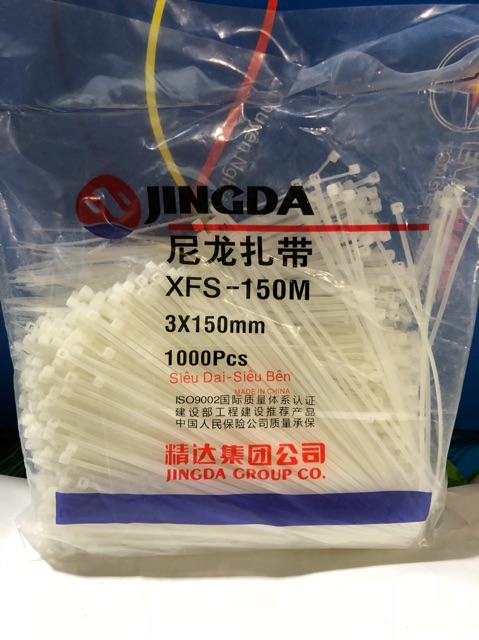 JINGDA
尼龙扎带
XFS-150M
3X150mm
1000Pcs
Siêu Dai-Siêu Bên
MADE IN CHINA
ISO9002国际质量体系认证
建设部工程建设推荐产品
中国人民保险公司质量承保
精达集团公司
JINGDA GROUP CO.